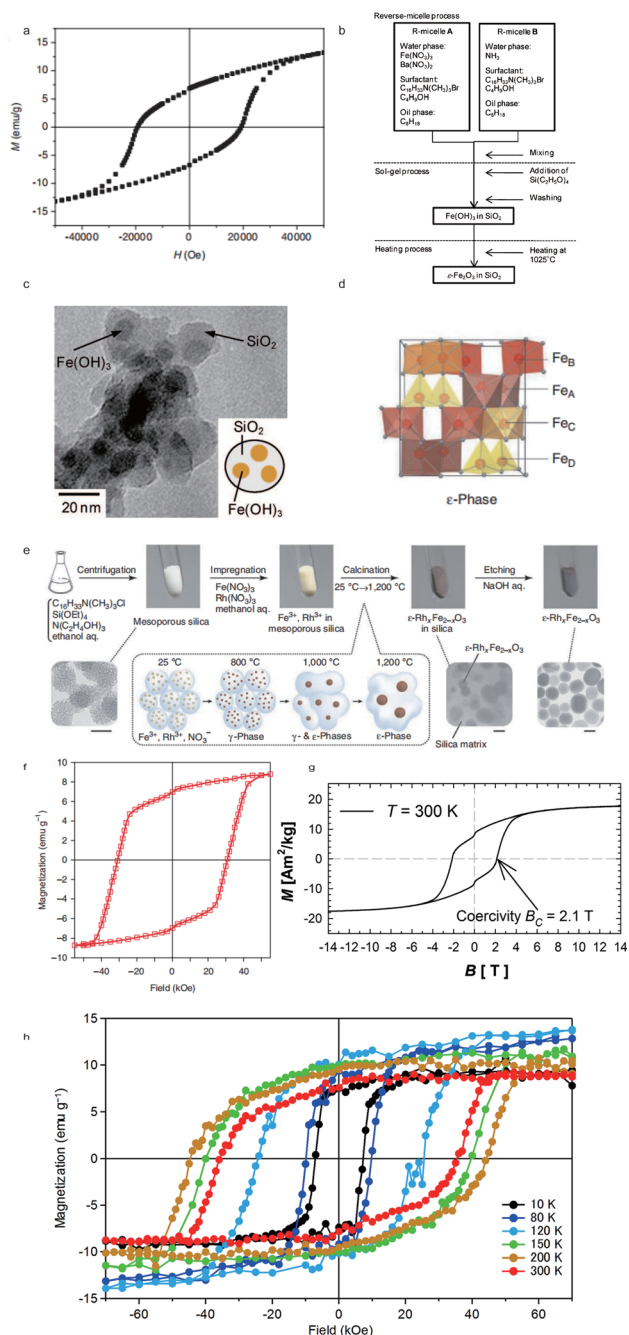 a
M (emu/g)
15
10
5
0
-5
-10
-15
-40000
-20000
0
20000
40000
H (Oe)
b
Reverse-micelle process
R-micelle A
Water phase:
Fe(NO3)3
Ba(NO3)2
Surfactant:
C16H33N(CH3)3Br
C4H9OH
Oil phase:
C8H18
R-micelle B
Water phase:
NH3
Surfactant:
C16H33N(CH3)3Br
C4H9OH
Oil phase:
C8H18
Mixing
Sol-gel process
Addition of
Si(C2H5O)4
Washing
Fe(OH)3 in SiO2
Heating process
Heating at
1025°C
ε-Fe2O3 in SiO2
c
Fe(OH)3
SiO2
SiO2
Fe(OH)3
20 nm
d
FeB
FeA
FeC
FeD
ε-Phase
e
Centrifugation
Impregnation
Fe(NO3)3
Rh(NO3)3
methanol aq.
Calcination
25 °C→1,200 °C
Etching
NaOH aq.
C16H33N(CH3)3Cl
Si(OEt)4
N(C2H4OH)3
ethanol aq.
Mesoporous silica
Fe3+, Rh3+ in
mesoporous silica
ε-RhxFe2−xO3
in silica
ε-RhxFe2−xO3
25 °C
800 °C
1,000 °C
1,200 °C
Fe3+, Rh3+, NO3−
γ-Phase
γ- & ε-Phases
ε-Phase
ε-RhxFe2−xO3
Silica matrix
f
Magnetization (emu g−1)
10
8
6
4
2
0
−2
−4
−6
−8
−10
−40
−20
0
20
40
Field (kOe)
g
M [Am2/kg]
20
10
0
-10
-20
T = 300 K
Coercivity BC = 2.1 T
-14 -12 -10 -8 -6 -4 -2 0 2 4 6 8 10 12 14
B [ T ]
h
Magnetization (emu g−1)
15
10
5
0
-5
-10
-15
-60
-40
-20
0
20
40
60
Field (kOe)
10 K
80 K
120 K
150 K
200 K
300 K